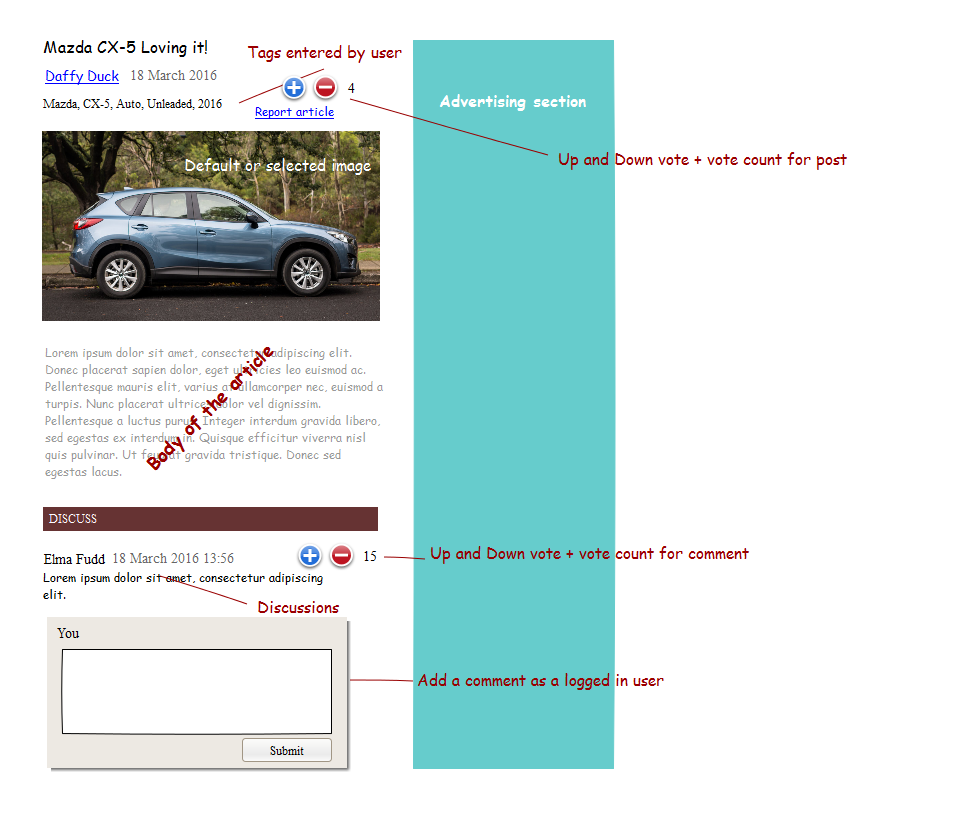 Mazda CX-5 Loving it!
Tags entered by user
Daffy Duck 18 March 2016
4
Mazda, CX-5, Auto, Unleaded, 2016
Report article
Advertising section
Up and Down vote + vote count for post
Default or selected image
Lorem ipsum dolor sit amet, consectetur adipiscing elit.
Donec placerat sapien dolor, eget ultricies leo euismod ac.
Pellentesque mauris elit, varius at ullamcorper nec, euismod a
turpis. Nunc placerat ultrices dolor vel dignissim.
Pellentesque a luctus purus. Integer interdum gravida libero,
sed egestas ex interdum in. Quisque efficitur viverra nisl
quis pulvinar. Ut feugiat gravida tristique. Donec sed
egestas lacus.
Body of the article
DISCUSS
Elma Fudd 18 March 2016 13:56
15
Up and Down vote + vote count for comment
Lorem ipsum dolor sit amet, consectetur adipiscing
elit.
Discussions
You
Add a comment as a logged in user
Submit